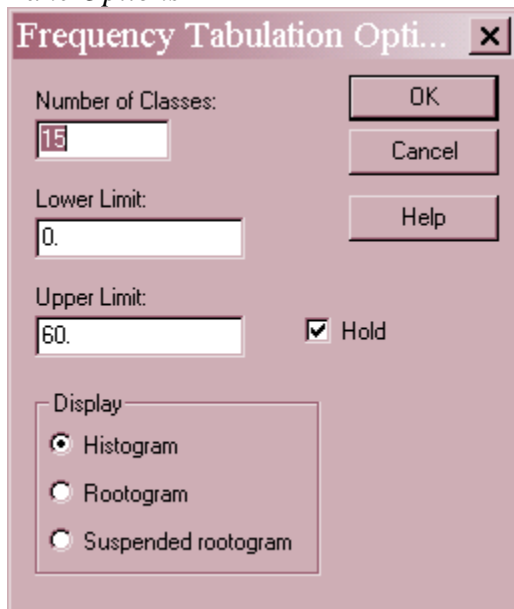 Frequency Tabulation Opti...
Number of Classes:
15
OK
Cancel
Lower Limit:
0.
Help
Upper Limit:
60.
Hold
Display
Histogram
Rootogram
Suspended rootogram